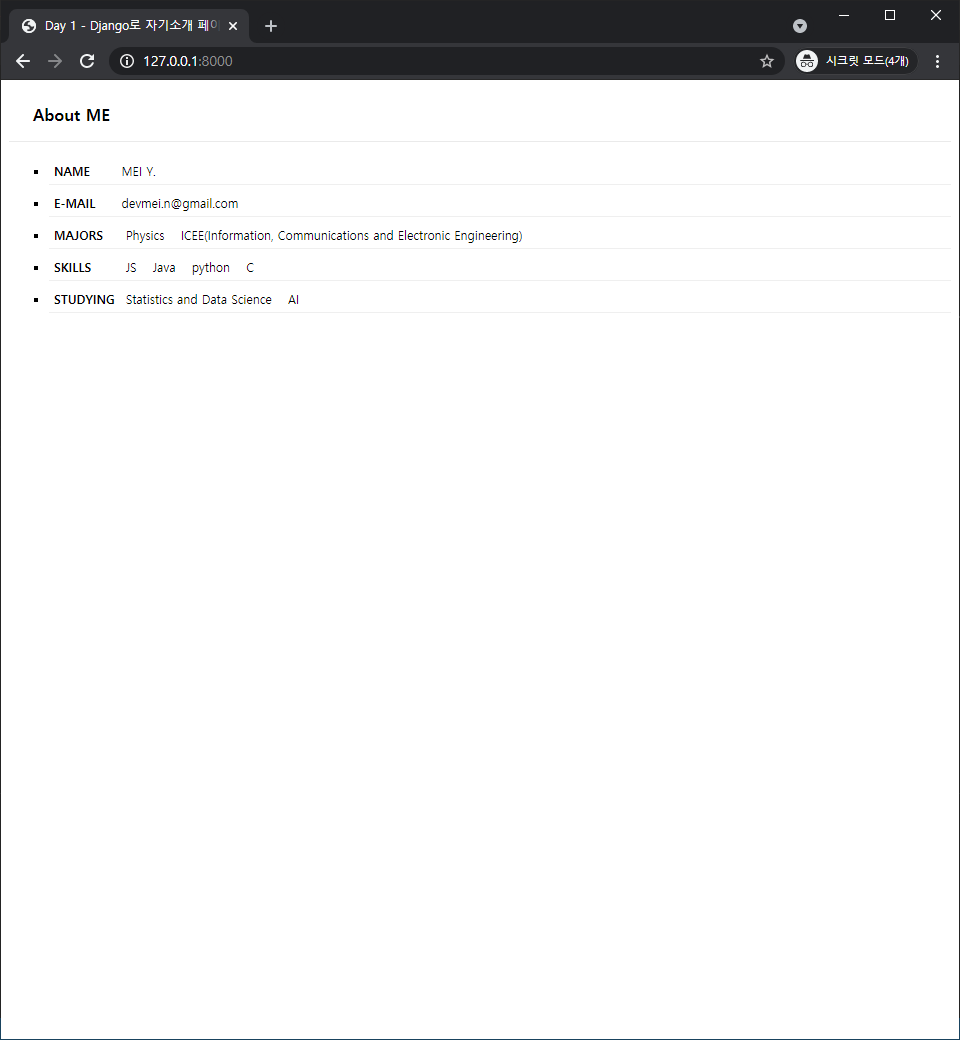 Day 1 - Django로 자기소개 페이
127.0.0.1:8000
시크릿 모드(4개)
About ME
NAME MEI Y.
E-MAIL devmei.n@gmail.com
MAJORS Physics ICEE(Information, Communications and Electronic Engineering)
SKILLS JS Java python C
STUDYING Statistics and Data Science AI